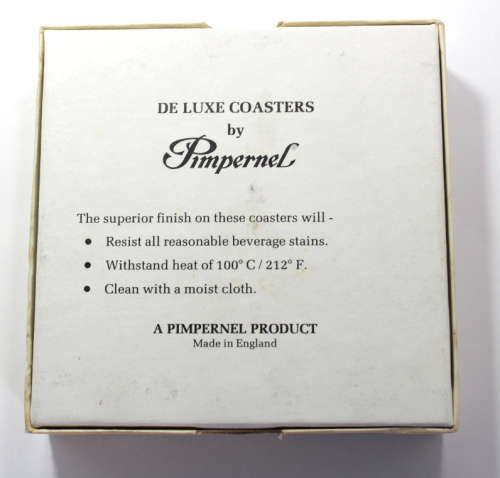 DE LUXE COASTERS
by
Pimpernel
The superior finish on these coasters will -
● Resist all reasonable beverage stains.
● Withstand heat of 100° C / 212° F.
● Clean with a moist cloth.
A PIMPERNEL PRODUCT
Made in England